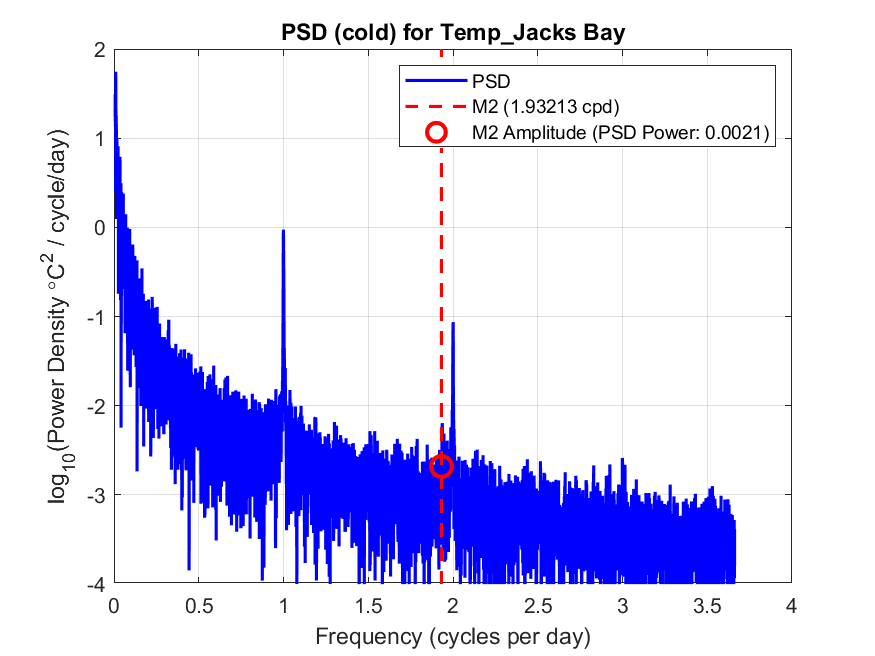 PSD (cold) for Temp_Jacks Bay
2
1
0
-1
-2
-3
-4
log10(Power Density °C2 / cycle/day)
PSD
M2 (1.93213 cpd)
M2 Amplitude (PSD Power: 0.0021)
0 0.5 1 1.5 2 2.5 3 3.5 4
Frequency (cycles per day)